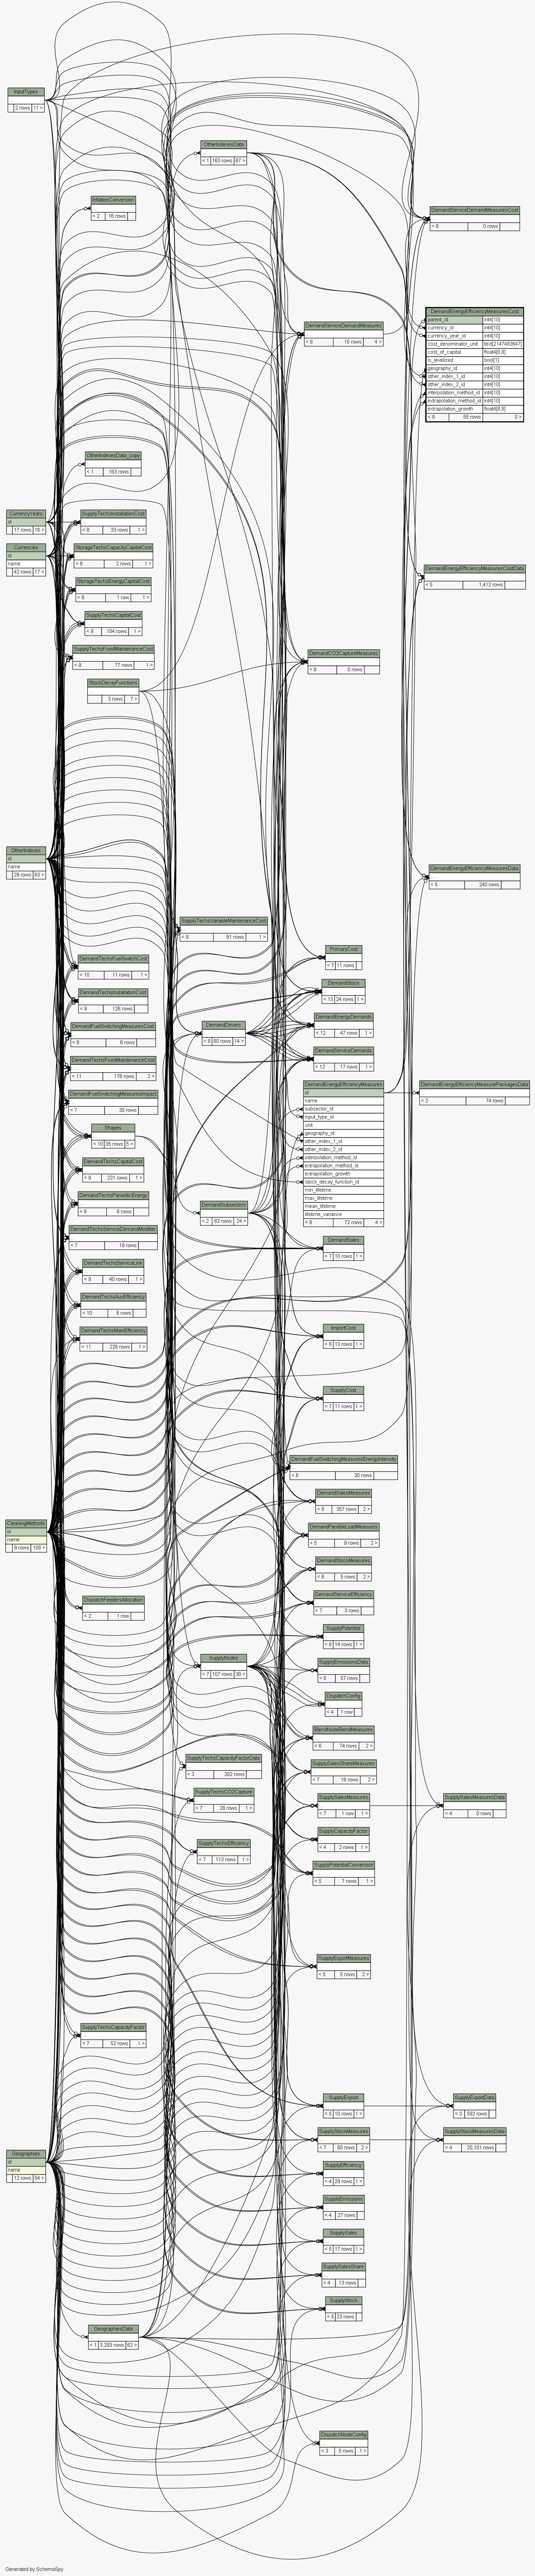 InputTypes
2 rows 11 >
OtherIndexesData
< 1 163 rows 67 >
InflationConversion
< 2 16 rows
DemandServiceDemandMeasuresCost
< 8 0 rows
DemandEnergyEfficiencyMeasuresCost
parent_id int4[10]
currency_id int4[10]
currency_year_id int4[10]
cost_denominator_unit text[2147483647]
cost_of_capital float4[8,8]
is_levelized bool[1]
geography_id int4[10]
other_index_1_id int4[10]
other_index_2_id int4[10]
interpolation_method_id int4[10]
extrapolation_method_id int4[10]
extrapolation_growth float4[8,8]
< 8 55 rows 0 >
DemandServiceDemandMeasures
< 8 15 rows 4 >
OtherIndexesData_copy
< 1 163 rows
CurrencyYears
id
17 rows 18 >
SupplyTechsInstallationCost
< 8 33 rows 1 >
Currencies
id
name
42 rows 17 >
StorageTechsCapacityCapitalCost
< 8 2 rows 1 >
DemandEnergyEfficiencyMeasuresCostData
< 5 1,412 rows
StorageTechsEnergyCapitalCost
< 8 1 row 1 >
SupplyTechsCapitalCost
< 9 104 rows 1 >
SupplyTechsFixedMaintenanceCost
< 9 77 rows 1 >
DemandCO2CaptureMeasures
< 8 0 rows
StockDecayFunctions
3 rows 7 >
OtherIndexes
id
name
29 rows 63 >
DemandEnergyEfficiencyMeasuresData
< 5 240 rows
SupplyTechsVariableMaintenanceCost
< 8 81 rows 1 >
PrimaryCost
< 7 11 rows
DemandTechsFuelSwitchCost
< 10 11 rows 1 >
DemandStock
< 13 24 rows 1 >
DemandTechsInstallationCost
< 9 126 rows
DemandEnergyDemands
< 12 47 rows 1 >
DemandFuelSwitchingMeasuresCost
< 8 6 rows
DemandDrivers
< 8 60 rows 14 >
DemandServiceDemands
< 12 17 rows 1 >
DemandTechsFixedMaintenanceCost
< 11 176 rows 2 >
DemandEnergyEfficiencyMeasures
id
name
subsector_id
input_type_id
unit
geography_id
other_index_1_id
other_index_2_id
interpolation_method_id
extrapolation_method_id
extrapolation_growth
stock_decay_function_id
min_lifetime
max_lifetime
mean_lifetime
lifetime_variance
< 8 72 rows 4 >
DemandEnergyEfficiencyMeasurePackagesData
< 2 74 rows
DemandFuelSwitchingMeasuresImpact
< 7 30 rows
Shapes
< 10 35 rows 5 >
DemandTechsCapitalCost
< 9 231 rows 1 >
DemandTechsParasiticEnergy
< 8 8 rows
DemandSubsectors
< 2 63 rows 24 >
DemandTechsServiceDemandModifier
< 7 19 rows
DemandSales
< 7 10 rows 1 >
DemandTechsServiceLink
< 9 40 rows 1 >
DemandTechsAuxEfficiency
< 10 6 rows
DemandTechsMainEfficiency
< 11 226 rows 1 >
ImportCost
< 6 13 rows 1 >
SupplyCost
< 7 11 rows 1 >
DemandFuelSwitchingMeasuresEnergyIntensity
< 6 30 rows
DemandSalesMeasures
< 8 357 rows 2 >
CleaningMethods
id
name
8 rows 108 >
DemandFlexibleLoadMeasures
< 5 9 rows 2 >
DemandStockMeasures
< 6 5 rows 2 >
DispatchFeedersAllocation
< 2 1 row
DemandServiceEfficiency
< 7 3 rows
SupplyPotential
< 6 14 rows 1 >
SupplyNodes
< 7 107 rows 38 >
SupplyEmissionsData
< 6 57 rows
DispatchConfig
< 4 1 row
BlendNodeBlendMeasures
< 6 74 rows 2 >
SupplyTechsCapacityFactorData
< 3 392 rows
SupplySalesShareMeasures
< 7 18 rows 2 >
SupplyTechsCO2Capture
< 7 28 rows 1 >
SupplySalesMeasures
< 7 1 row 1 >
SupplySalesMeasuresData
< 4 0 rows
SupplyCapacityFactor
< 4 2 rows 1 >
SupplyTechsEfficiency
< 7 113 rows 1 >
SupplyPotentialConversion
< 5 7 rows 1 >
SupplyExportMeasures
< 5 5 rows 2 >
SupplyTechsCapacityFactor
< 7 52 rows 1 >
SupplyExport
< 5 10 rows 1 >
SupplyExportData
< 3 582 rows
SupplyStockMeasures
< 7 60 rows 2 >
SupplyStockMeasuresData
< 4 20,101 rows
Geographies
id
name
12 rows 54 >
SupplyEfficiency
< 4 29 rows 1 >
SupplyEmissions
< 4 27 rows
SupplySales
< 5 17 rows 1 >
SupplySalesShare
< 4 13 rows
SupplyStock
< 6 23 rows
GeographiesData
< 1 3,283 rows 62 >
DispatchNodeConfig
< 3 5 rows 1 >
Generated by SchemaSpy